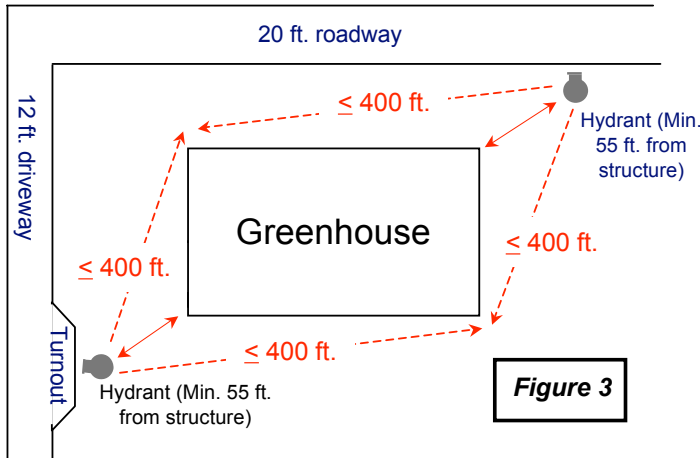 20 ft. roadway
12 ft. driveway
≤ 400 ft.
Hydrant (Min.
55 ft. from
structure)
Greenhouse
≤ 400 ft.
≤ 400 ft.
Turnout
≤ 400 ft.
Hydrant (Min. 55 ft.
from structure)
Figure 3